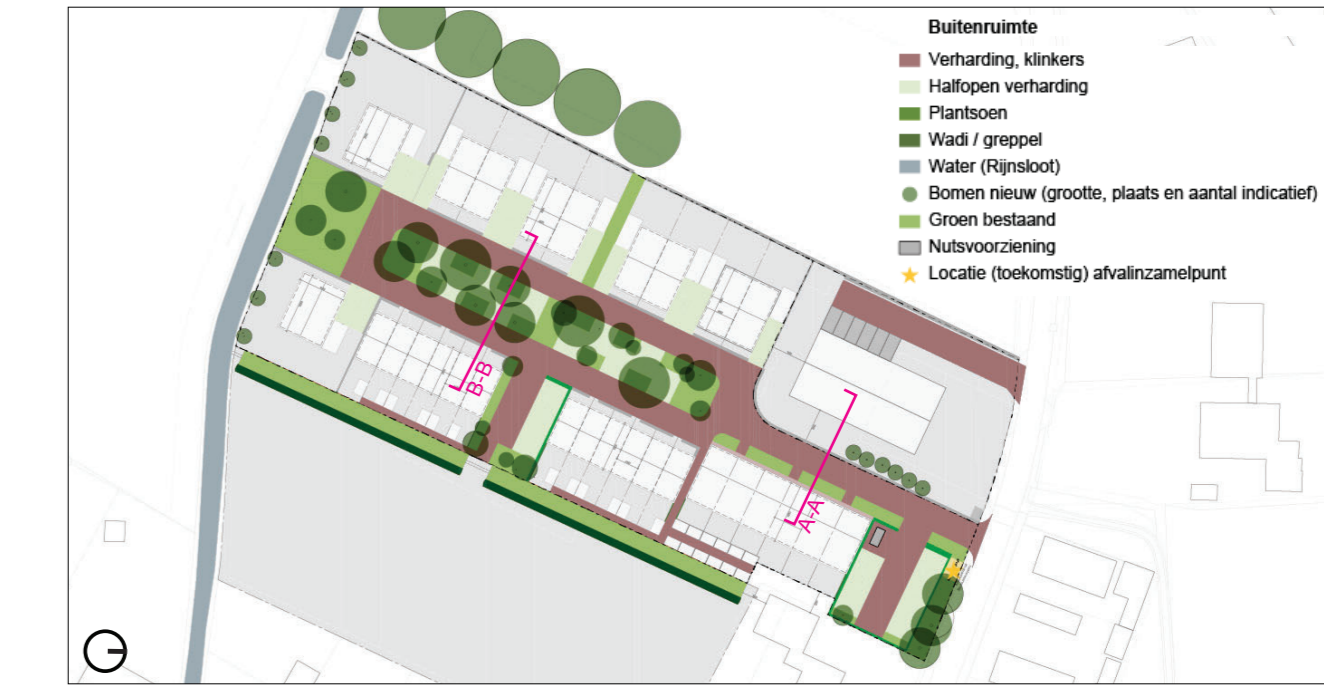 Buitenruimte
Verharding, klinkers
Halfopen verharding
Plantsoen
Wadi / greppel
Water (Rijnsloot)
Bomen nieuw (grootte, plaats en aantal indicatief)
Groen bestaand
Nutsvoorziening
Locatie (toekomstig) afvalinzamelpunt
B-B
A-A